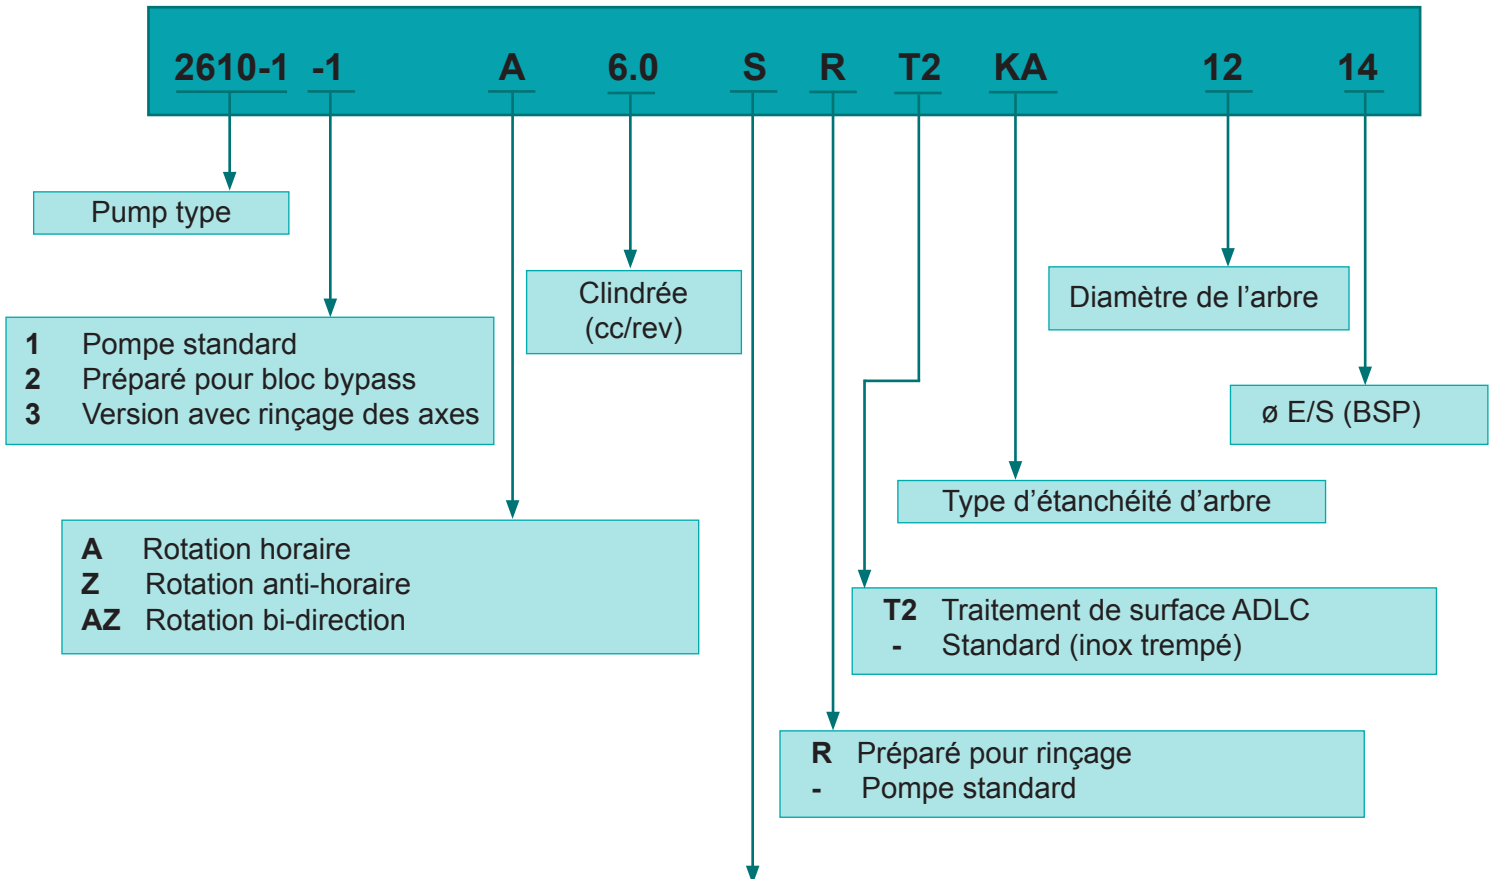 2610-1 -1 A 6.0 S R T2 KA 12 14
Pump type
Clindrée
(cc/rev)
Diamètre de l’arbre
1 Pompe standard
2 Préparé pour bloc bypass
3 Version avec rinçage des axes
ø E/S (BSP)
Type d’étanchéité d’arbre
A Rotation horaire
Z Rotation anti-horaire
AZ Rotation bi-direction
T2 Traitement de surface ADLC
- Standard (inox trempé)
R Préparé pour rinçage
- Pompe standard